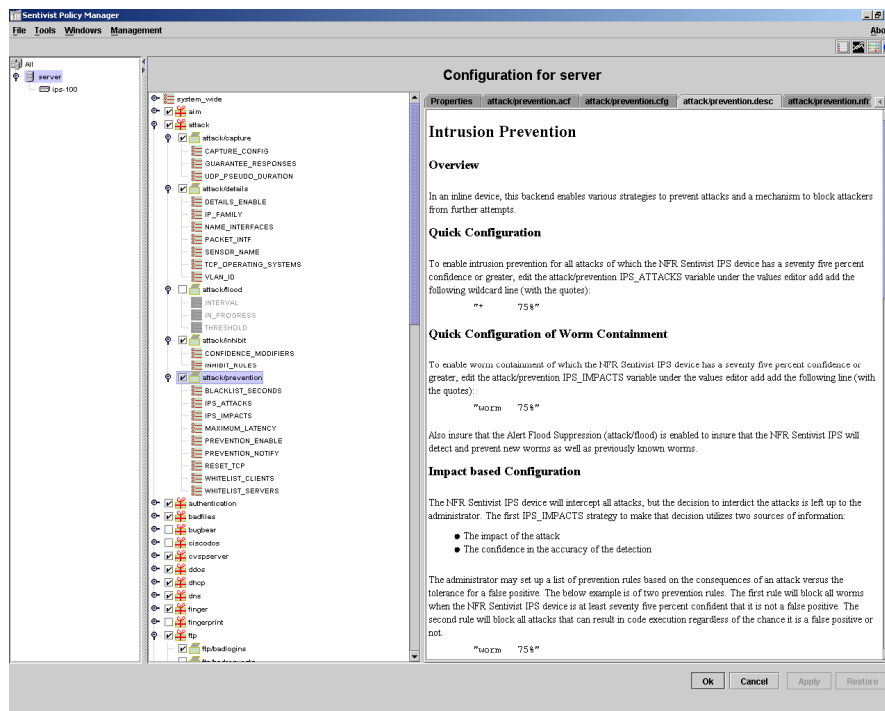 Sentivist Policy Manager
File Tools Windows Management Abo
All
server
ips-100
Configuration for server
system_wide
aim
attack
attack/capture
CAPTURE_CONFIG
GUARANTEE_RESPONSES
UDP_PSEUDO_DURATION
attack/details
DETAILS_ENABLE
IP_FAMILY
NAME_INTERFACES
PACKET_INTF
SENSOR_NAME
TCP_OPERATING_SYSTEMS
VLAN_ID
attack/flood
INTERVAL
IN_PROGRESS
THRESHOLD
attack/inhibit
CONFIDENCE_MODIFIERS
INHIBIT_RULES
attack/prevention
BLACKLIST_SECONDS
IPS_ATTACKS
IPS_IMPACTS
MAXIMUM_LATENCY
PREVENTION_ENABLE
PREVENTION_NOTIFY
RESET_TCP
WHITELIST_CLIENTS
WHITELIST_SERVERS
authentication
badfiles
bugbear
ciscodos
cvspserver
ddos
dhcp
dns
finger
fingerprint
ftp
ftp/badlogins
Properties attack/prevention.acf attack/prevention.cfg attack/prevention.desc attack/prevention.nfr
Intrusion Prevention
Overview
In an inline device, this backend enables various strategies to prevent attacks and a mechanism to block attackers
from further attempts.
Quick Configuration
To enable intrusion prevention for all attacks of which the NFR Sentivist IPS device has a seventy five percent
confidence or greater, edit the attack/prevention IPS_ATTACKS variable under the values editor add add the
following wildcard line (with the quotes):
"* 75%"
Quick Configuration of Worm Containment
To enable worm containment of which the NFR Sentivist IPS device has a seventy five percent confidence or
greater, edit the attack/prevention IPS_IMPACTS variable under the values editor add add the following line (with
the quotes):
"worm 75%"
Also insure that the Alert Flood Suppression (attack/flood) is enabled to insure that the NFR Sentivist IPS will
detect and prevent new worms as well as previously known worms.
Impact based Configuration
The NFR Sentivist IPS device will intercept all attacks, but the decision to interdict the attacks is left up to the
administrator. The first IPS_IMPACTS strategy to make that decision utilizes two sources of information:
● The impact of the attack
● The confidence in the accuracy of the detection
The administrator may set up a list of prevention rules based on the consequences of an attack versus the
tolerance for a false positive. The below example is of two prevention rules. The first rule will block all worms
when the NFR Sentivist IPS device is at least seventy five percent confident that it is not a false positive. The
second rule will block all attacks that can result in code execution regardless of the chance it is a false positive or
not.
"worm 75%"
Ok Cancel Apply Restore